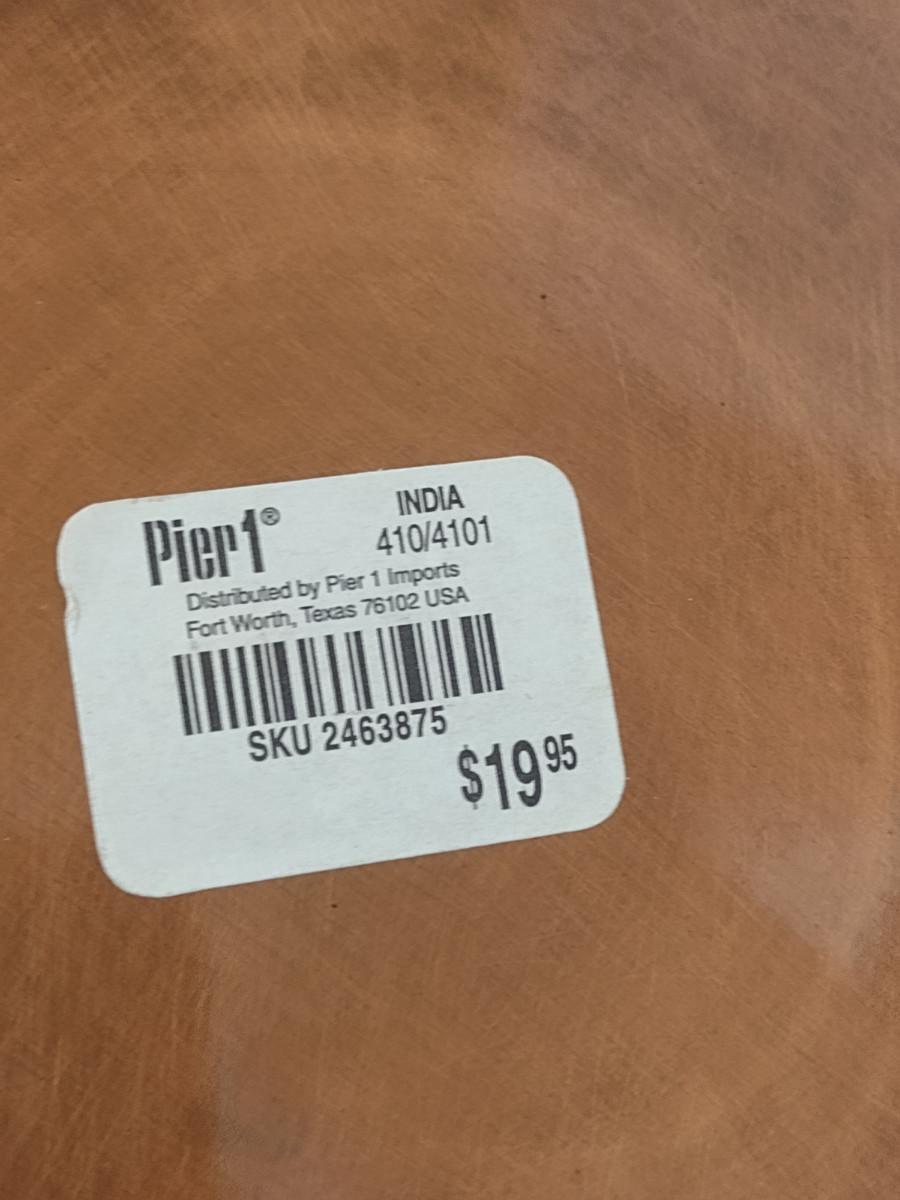 Pier1® INDIA
410/4101
Distributed by Pier 1 Imports
Fort Worth, Texas 76102 USA
SKU 2463875
$19 95